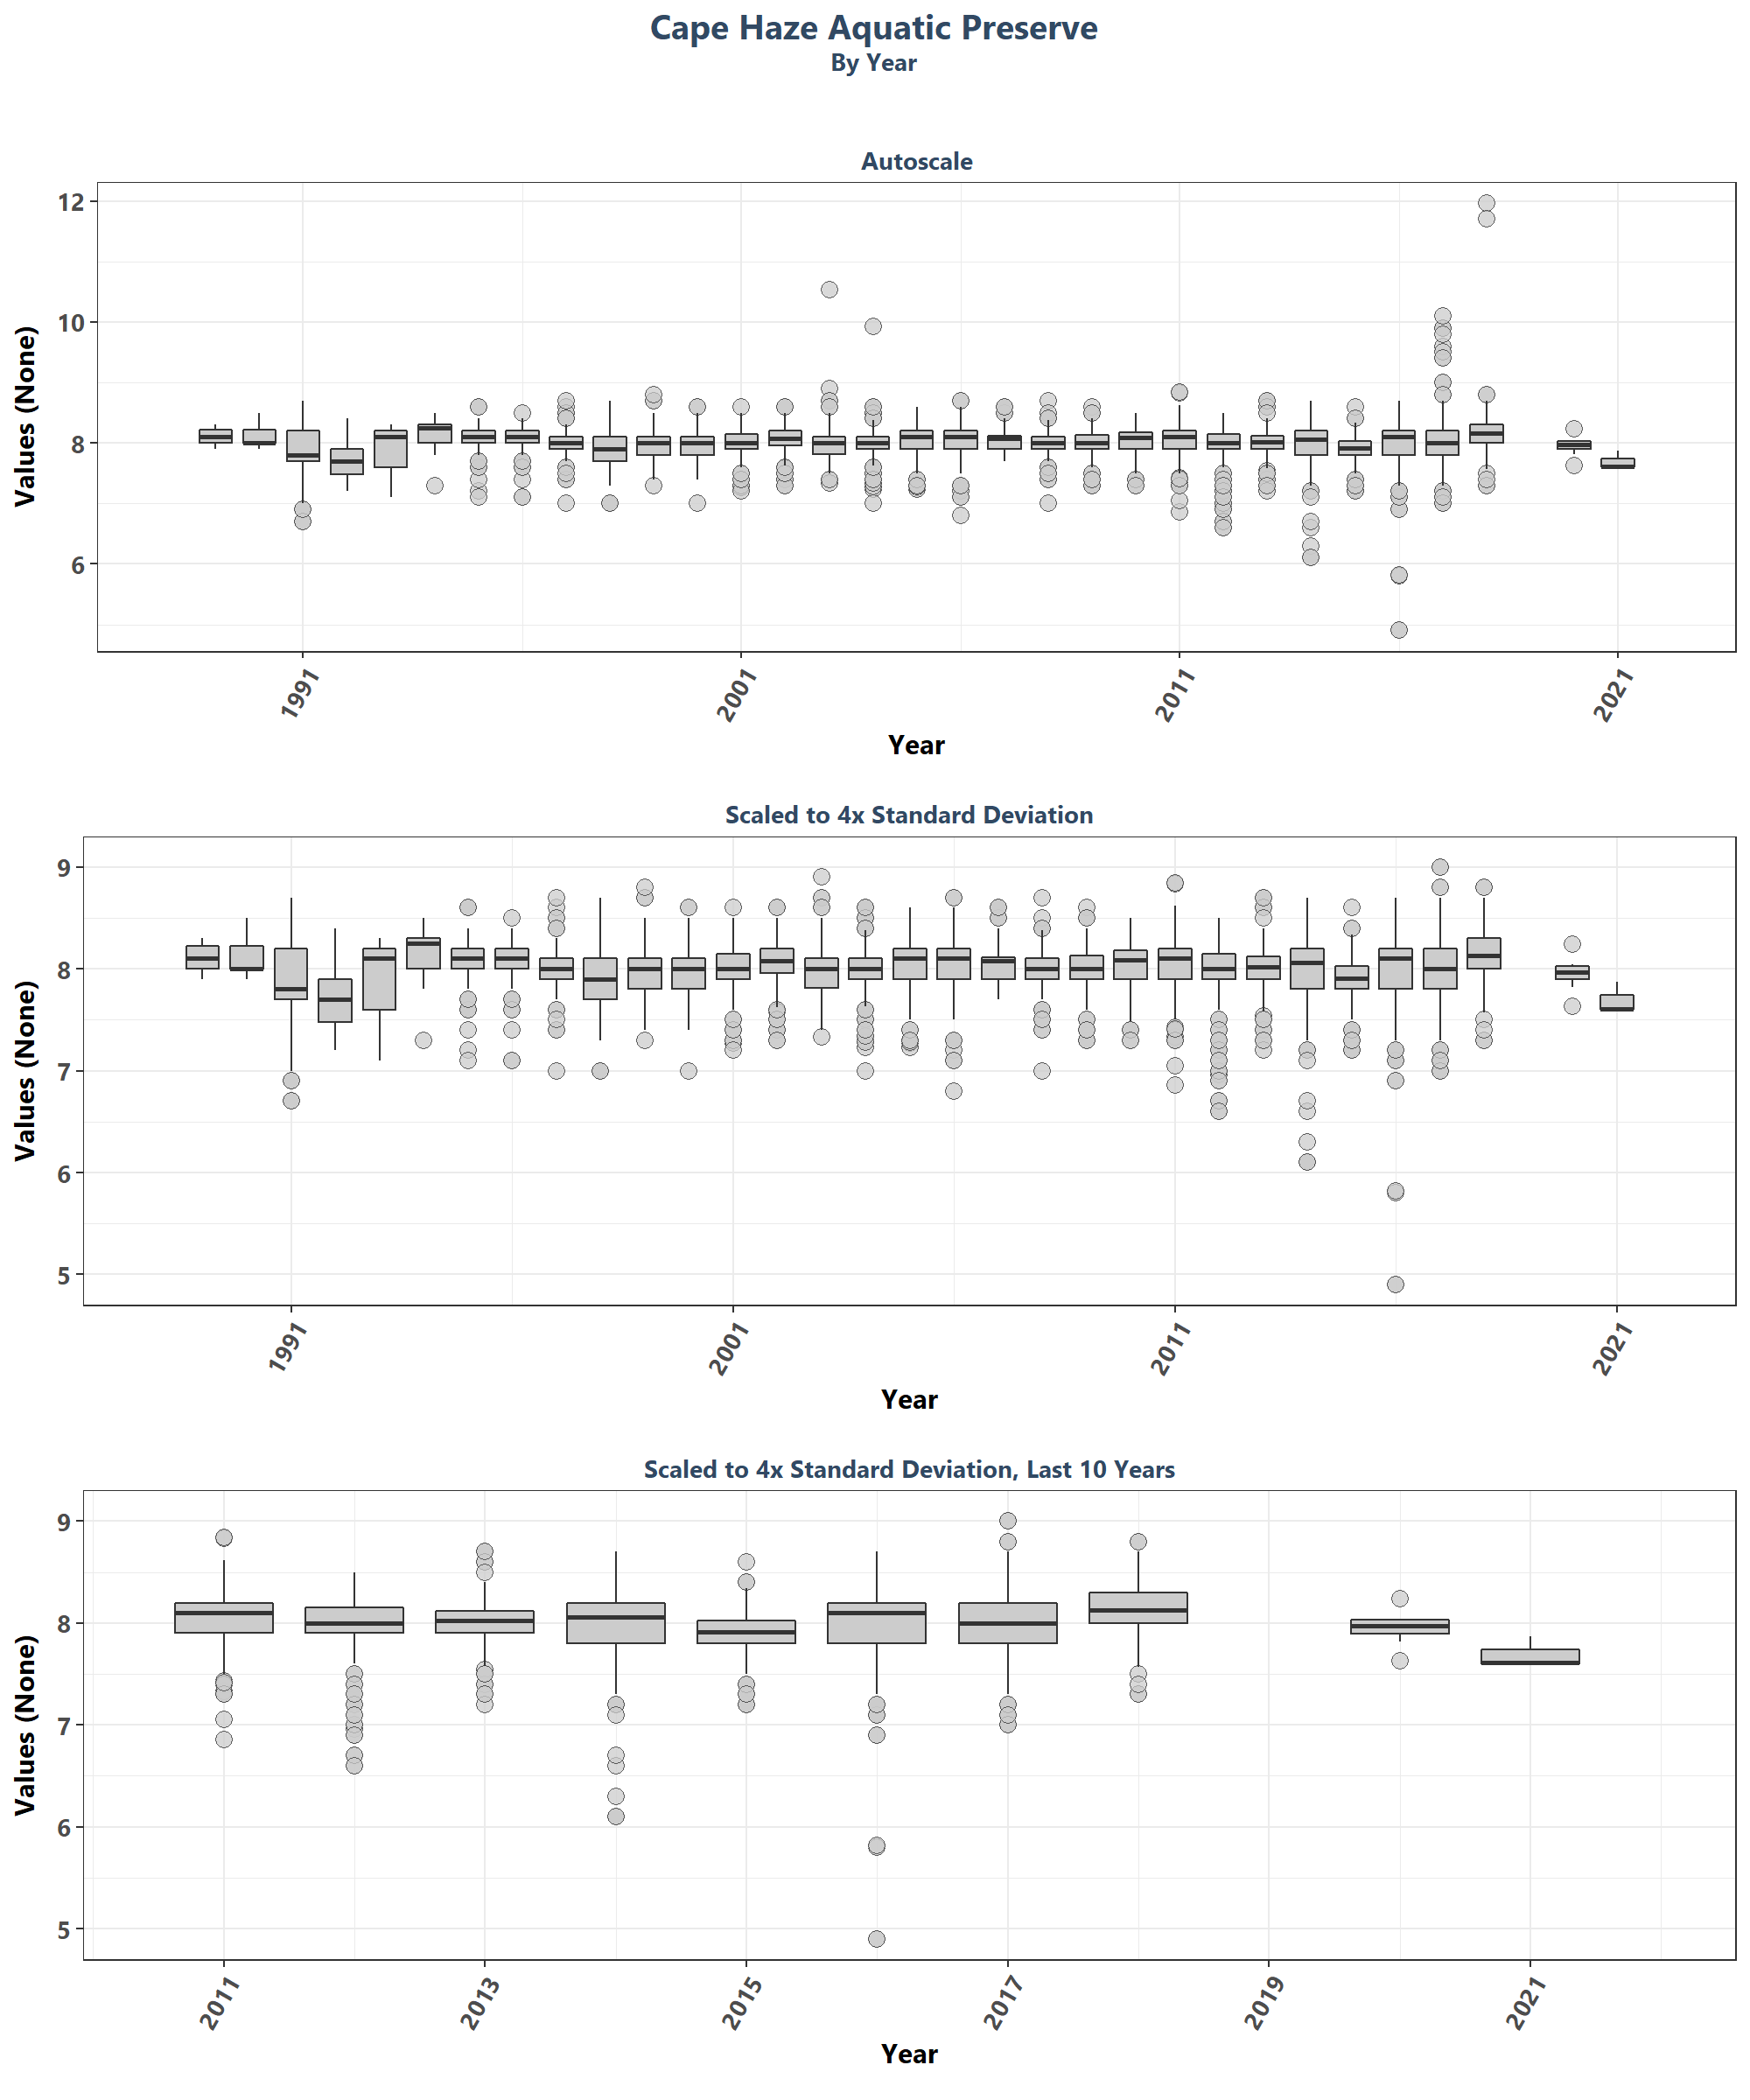 Cape Haze Aquatic Preserve
By Year
Autoscale
Values (None)
12
10
8
6
1991
2001
2011
2021
Year
Scaled to 4x Standard Deviation
Values (None)
9
8
7
6
5
1991
2001
2011
2021
Year
Scaled to 4x Standard Deviation, Last 10 Years
Values (None)
9
8
7
6
5
2011
2013
2015
2017
2019
2021
Year